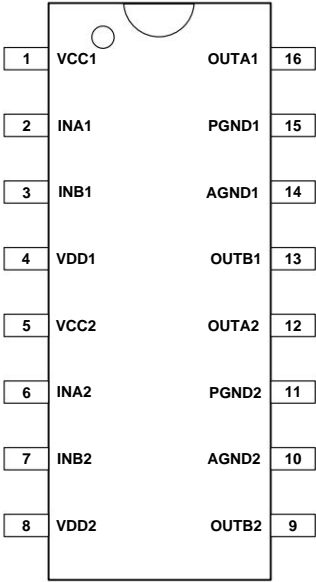 1 VCC1 OUTA1 16
2 INA1 PGND1 15
3 INB1 AGND1 14
4 VDD1 OUTB1 13
5 VCC2 OUTA2 12
6 INA2 PGND2 11
7 INB2 AGND2 10
8 VDD2 OUTB2 9